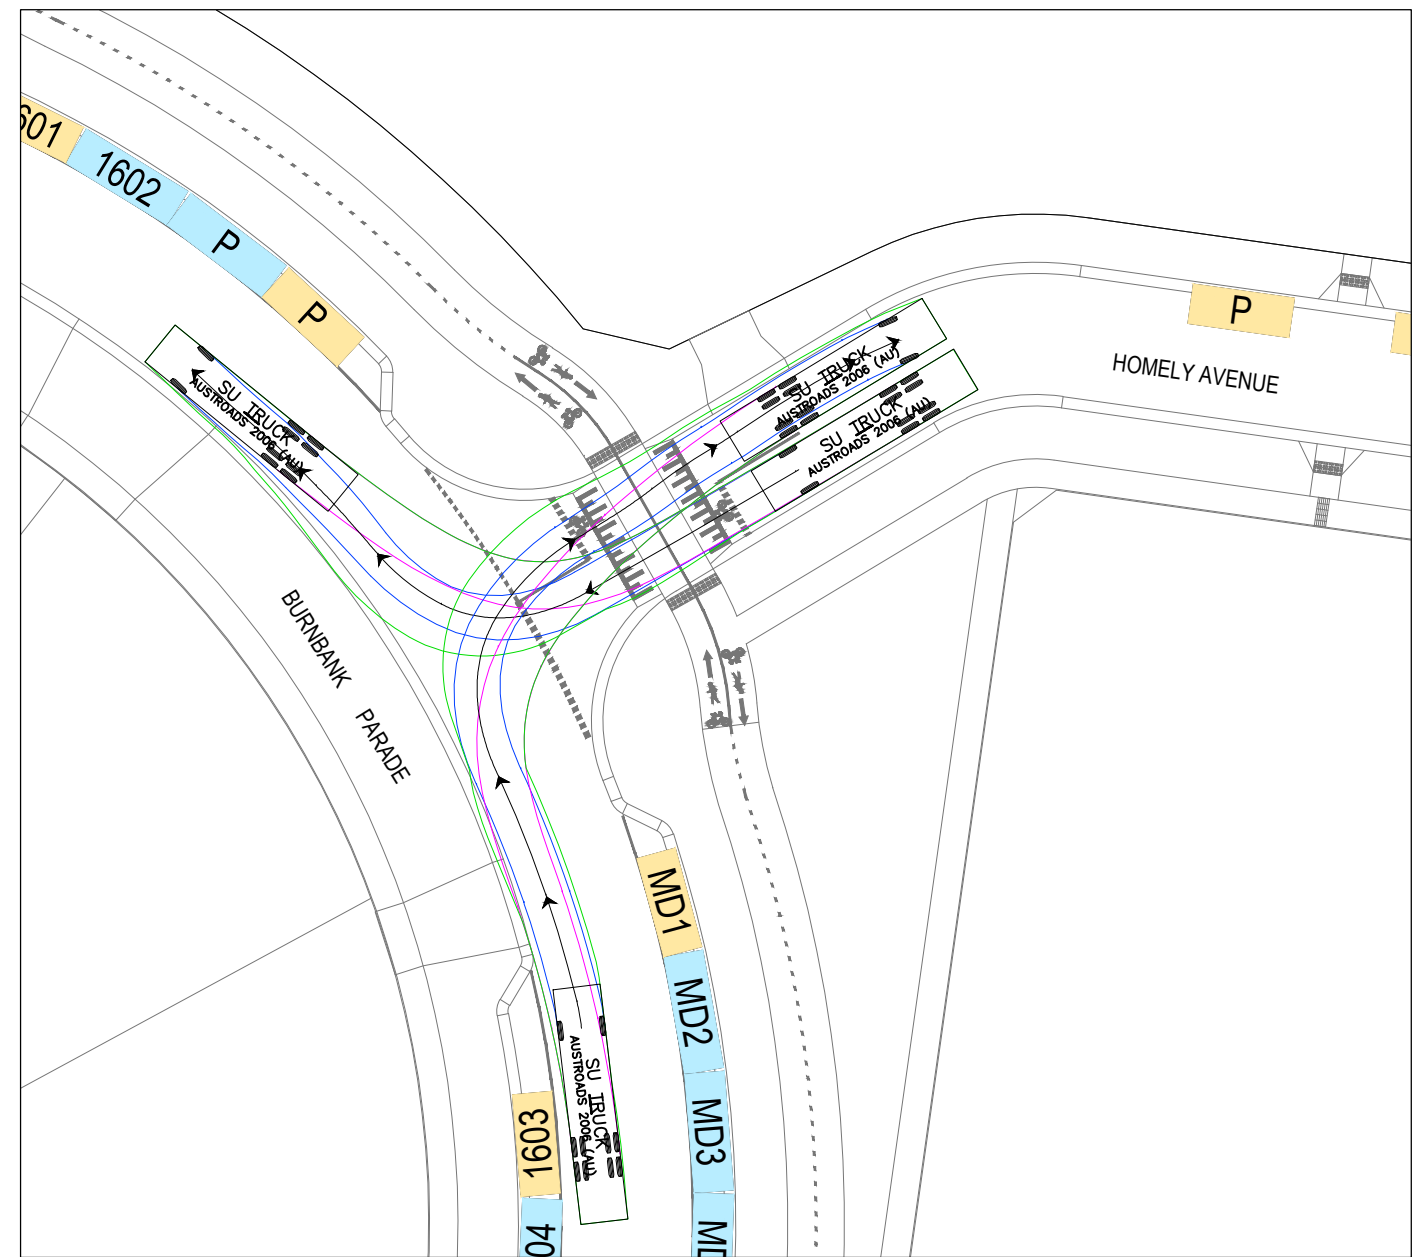 601
1602
P
P
P
HOMELY AVENUE
SU TRUCK
AUSTROADS 2006 (AU)
SU TRUCK
AUSTROADS 2006 (AU)
SU TRUCK
AUSTROADS 2006 (AU)
BURNBANK PARADE
MD1
MD2
SU TRUCK
AUSTROADS 2006 (AU)
1603
MD3
04